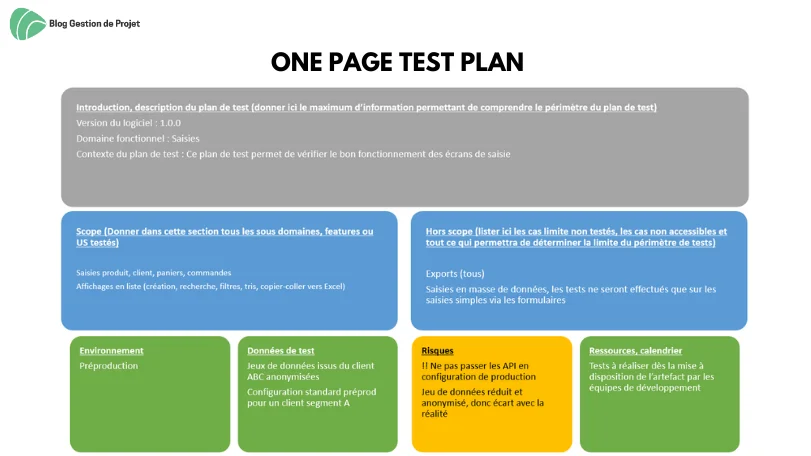 Blog Gestion de Projet
ONE PAGE TEST PLAN
Introduction, description du plan de test (donner ici le maximum d'information permettant de comprendre le périmètre du plan de test)
Version du logiciel : 1.0.0
Domaine fonctionnel : Saisies
Contexte du plan de test : Ce plan de test permet de vérifier le bon fonctionnement des écrans de saisie
Scope (Donner dans cette section tous les sous domaines, features ou
US testés)
Saisies produit, client, paniers, commandes
Affichages en liste (création, recherche, filtres, tris, copier-coller vers Excel)
Hors scope (lister ici les cas limite non testés, les cas non accessibles et
tout ce qui permettra de déterminer la limite du périmètre de tests)
Exports (tous)
Saisies en masse de données, les tests ne seront effectués que sur les
saisies simples via les formulaires
Environnement
Préproduction
Données de test
Jeux de données issus du client
ABC anonymisées
Configuration standard préprod
pour un client segment A
Risques
!! Ne pas passer les API en
configuration de production
Jeu de données réduit et
anonymisé, donc écart avec la
réalité
Ressources, calendrier
Tests à réaliser dès la mise à
disposition de l'artefact par les
équipes de développement